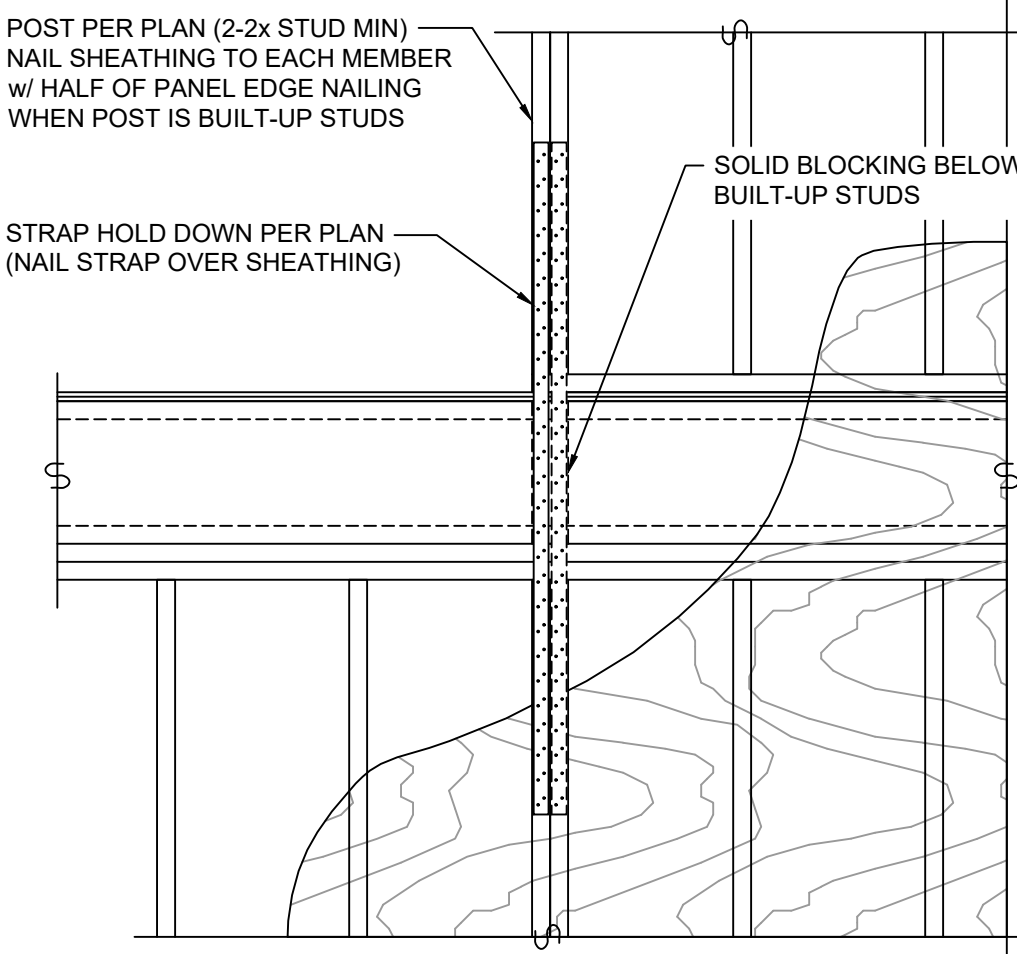 POST PER PLAN (2-2x STUD MIN)
NAIL SHEATHING TO EACH MEMBER
w/ HALF OF PANEL EDGE NAILING
WHEN POST IS BUILT-UP STUDS
SOLID BLOCKING BELOW
BUILT-UP STUDS
STRAP HOLD DOWN PER PLAN
(NAIL STRAP OVER SHEATHING)